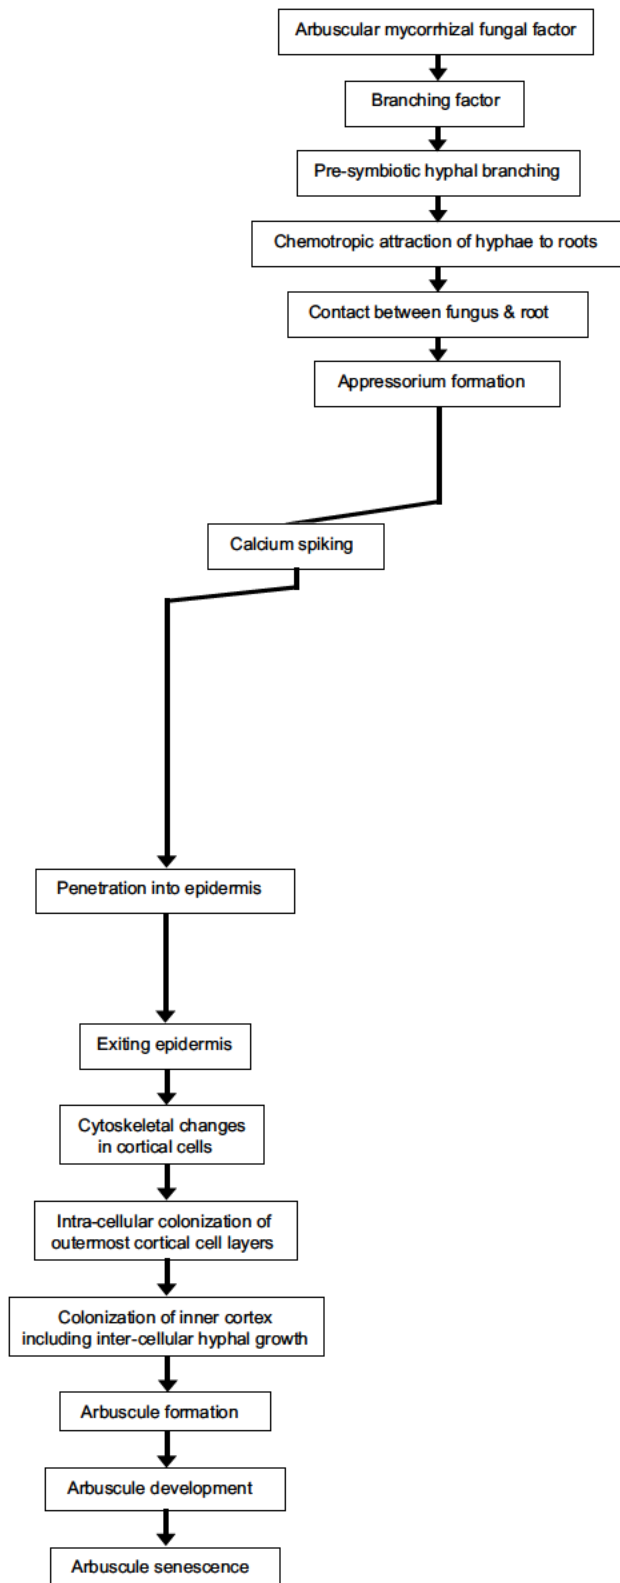 Arbuscular mycorrhizal fungal factor
Branching factor
Pre-symbiotic hyphal branching
Chemotropic attraction of hyphae to roots
Contact between fungus & root
Appressorium formation
Calcium spiking
Penetration into epidermis
Exiting epidermis
Cytoskeletal changes
in cortical cells
Intra-cellular colonization of
outermost cortical cell layers
Colonization of inner cortex
including inter-cellular hyphal growth
Arbuscule formation
Arbuscule development
Arbuscule senescence